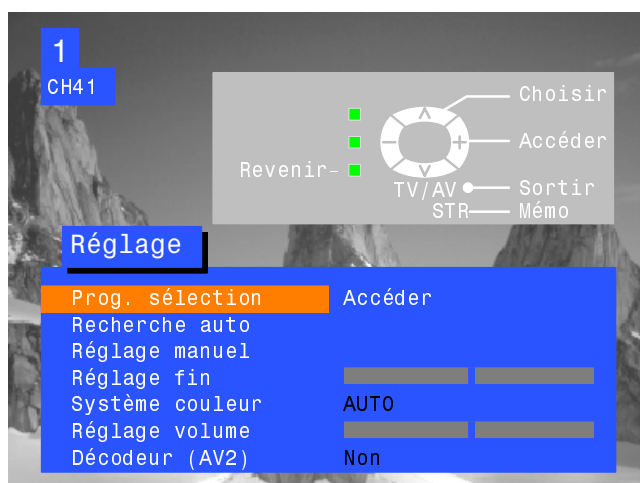 1
CH41
Choisir
Accéder
Revenir
TV/AV Sortir
STR Mémo
Réglage
Prog. sélection Accéder
Recherche auto
Réglage manuel
Réglage fin
Système couleur AUTO
Réglage volume
Décodeur (AV2) Non